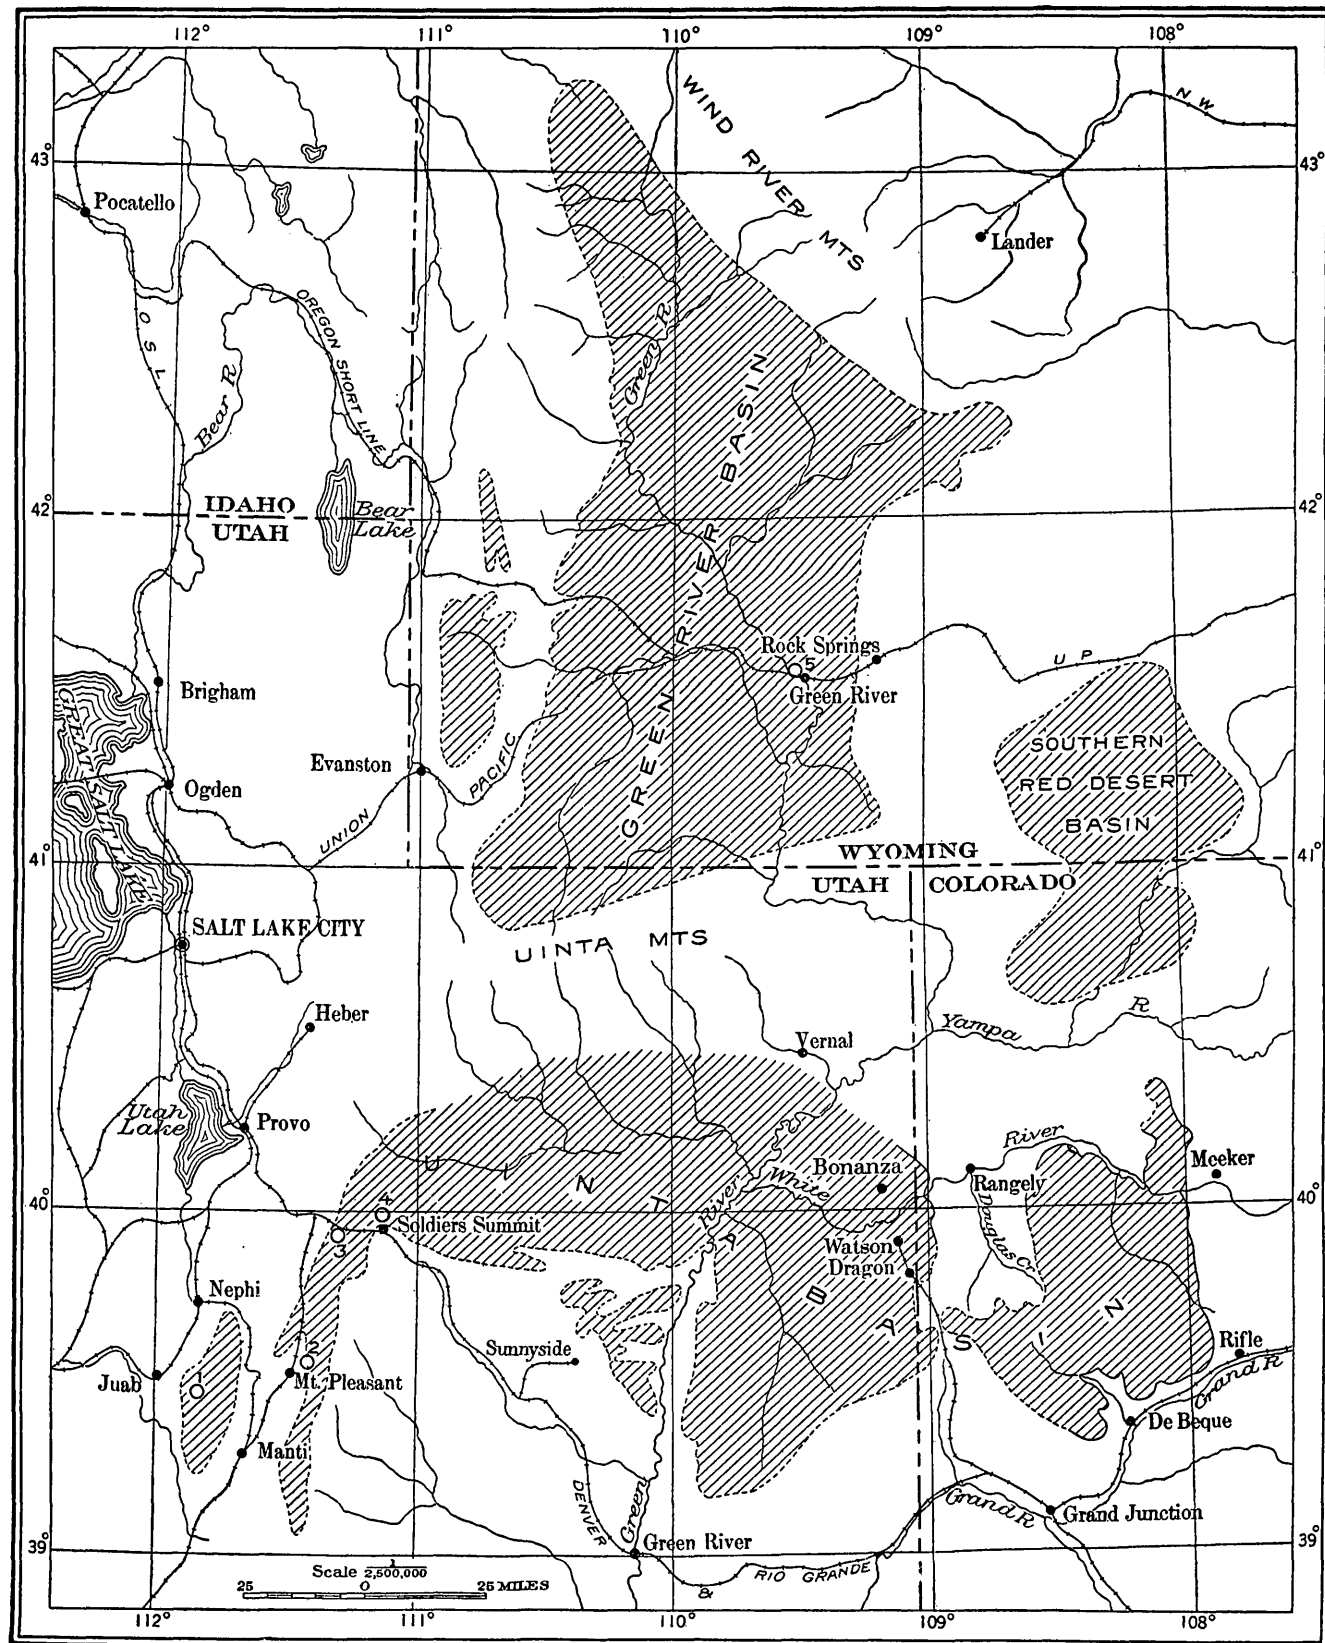 112°
111°
110°
109°
108°
43°
43°
42°
42°
41°
41°
40°
40°
39°
39°
112°
111°
110°
109°
108°
WIND RIVER MTS
N W
Pocatello
Lander
O S L
Bear R
OREGON SHORT LINE
Green R
GREEN RIVER BASIN
IDAHO
UTAH
Bear
Lake
Rock Springs
5
Green River
U P
Brigham
GREAT SALT LAKE
Ogden
Evanston
UNION PACIFIC
SOUTHERN
RED DESERT
BASIN
WYOMING
UTAH
COLORADO
SALT LAKE CITY
UINTA MTS
Heber
Vernal
Yampa R
Utah
Lake
Provo
UINTA BASIN
White River
Bonanza
Rangely
Meeker
4
Soldiers Summit
3
River
Watson
Dragon
Douglas Cr
Nephi
Sunnyside
2
Mt. Pleasant
Juab
1
Manti
Rifle
Grand R
De Beque
Green
DENVER & RIO GRANDE
Green River
Grand R
Grand Junction
Scale 1/2,500,000
25 0 25 MILES